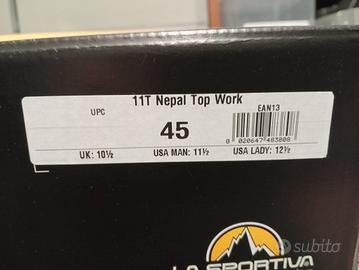 11T Nepal Top Work
UPC
EAN13
45
8 020647 483808
UK: 10½
USA MAN: 11½
USA LADY: 12½
LA SPORTIVA
subito